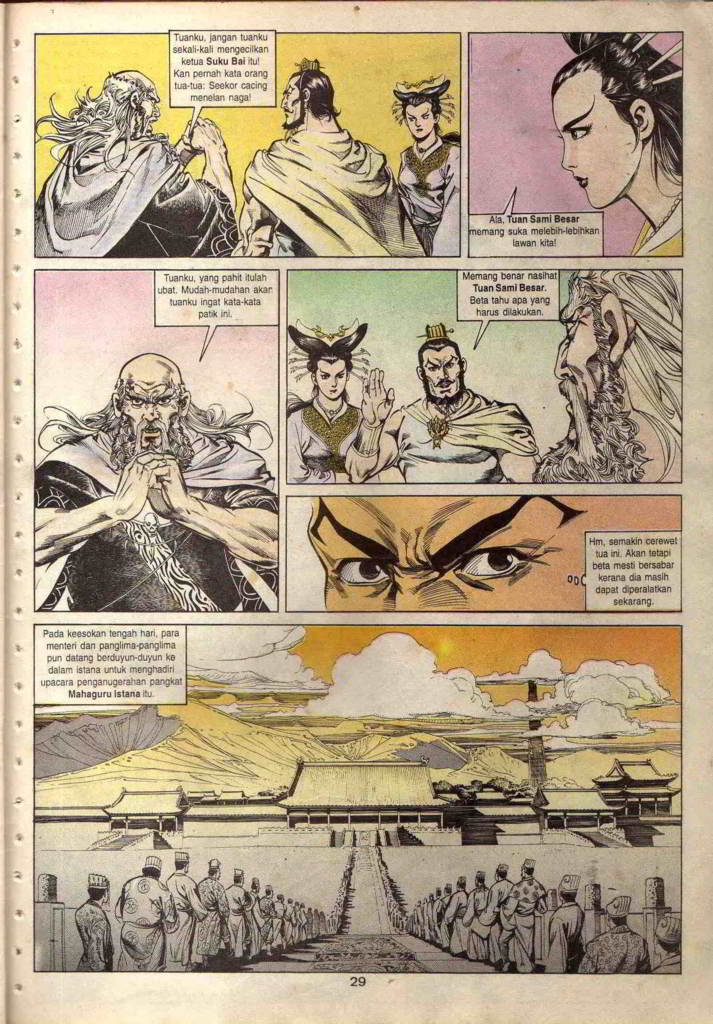 Tuanku, jangan tuanku
sekali-kali mengecilkan
ketua Suku Bai itu!
Kan pernah kata orang
tua-tua: Seekor cacing
menelan naga!
Ala, Tuan Sami Besar
memang suka melebih-lebihkan
lawan kita!
Tuanku, yang pahit itulah
ubat. Mudah-mudahan akan
tuanku ingat kata-kata
patik ini.
Memang benar nasihat
Tuan Sami Besar.
Beta tahu apa yang
harus dilakukan.
Hm, semakin cerewet
tua ini. Akan tetapi
beta mesti bersabar
kerana dia masih
dapat diperalatkan
sekarang.
Pada keesokan tengah hari, para
menteri dan panglima-panglima
pun datang berduyun-duyun ke
dalam istana untuk menghadiri
upacara penganugerahan pangkat
Mahaguru Istana itu.
29